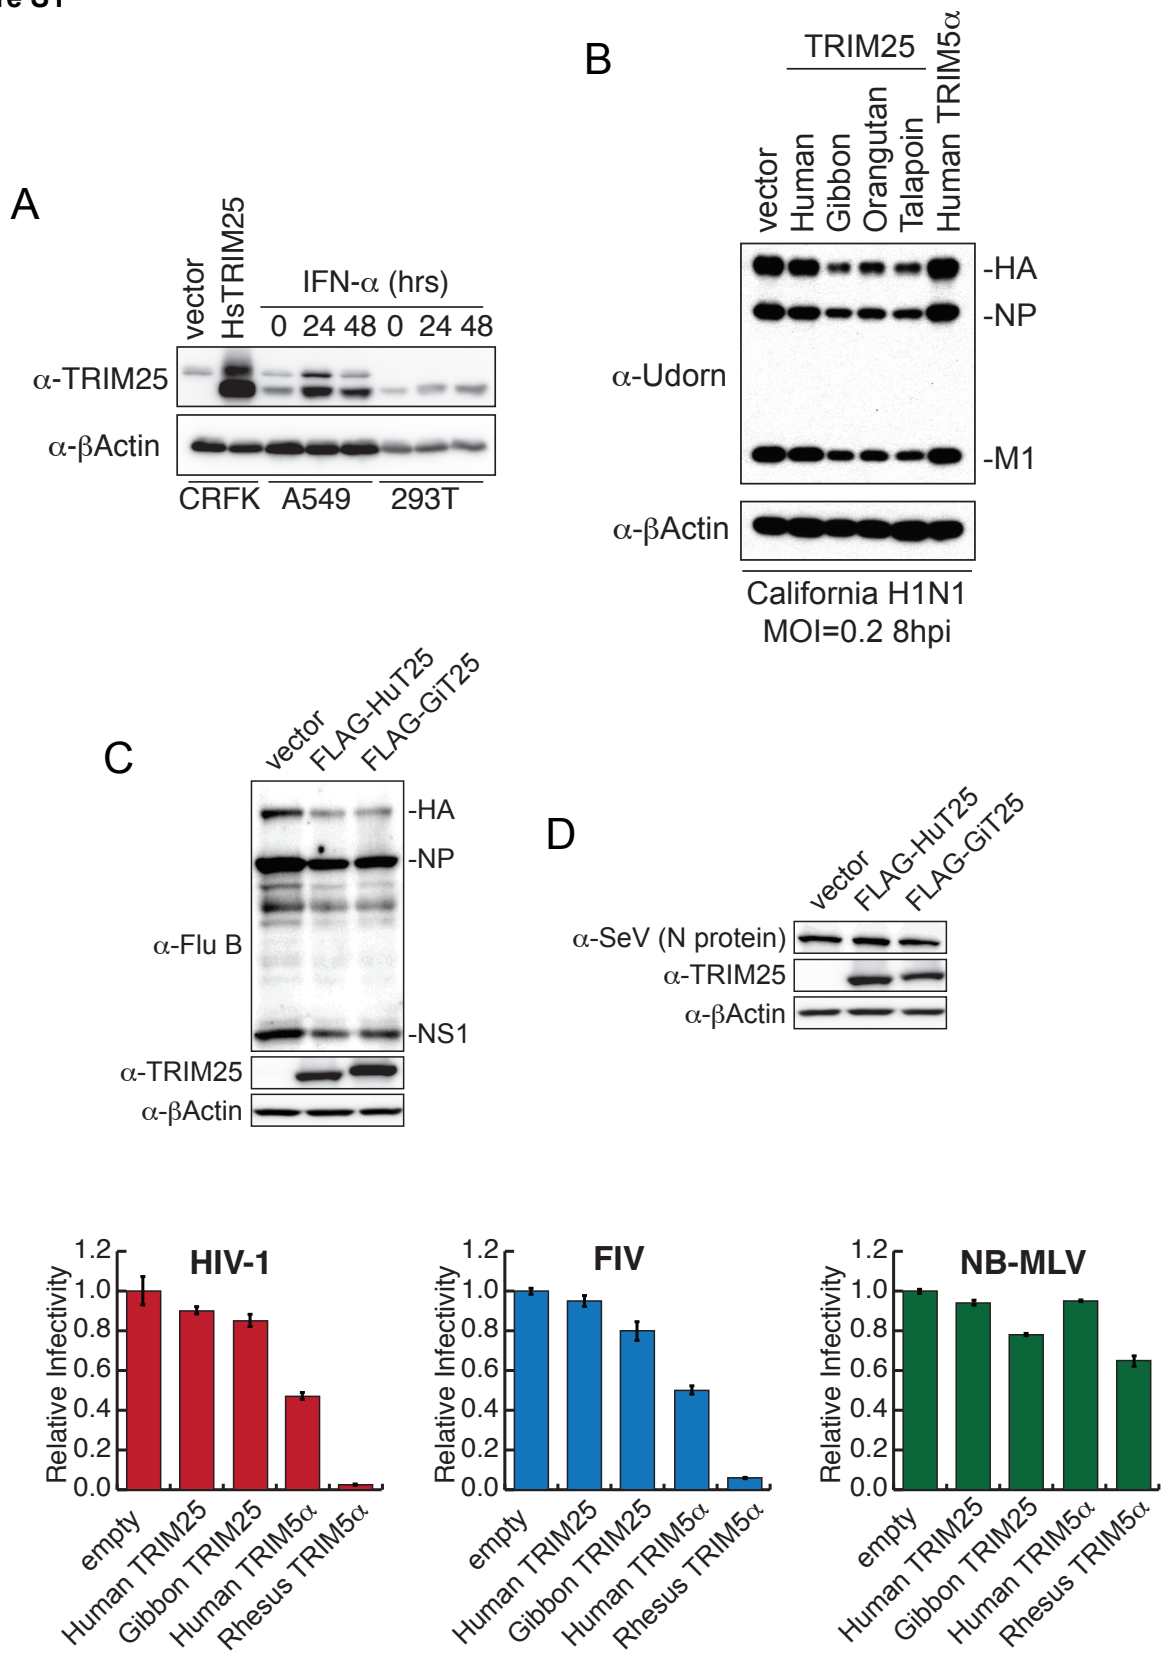 A
vector
HsTRIM25
IFN-α (hrs)
0 24 48 0 24 48
α-TRIM25
α-βActin
CRFK A549 293T
B
TRIM25
vector
Human
Gibbon
Orangutan
Talapoin
Human TRIM5α
-HA
-NP
α-Udorn
-M1
α-βActin
California H1N1
MOI=0.2 8hpi
C
vector
FLAG-HuT25
FLAG-GiT25
-HA
-NP
α-Flu B
-NS1
α-TRIM25
α-βActin
D
vector
FLAG-HuT25
FLAG-GiT25
α-SeV (N protein)
α-TRIM25
α-βActin
HIV-1
Relative Infectivity
1.2
1.0
0.8
0.6
0.4
0.2
0.0
empty
Human TRIM25
Gibbon TRIM25
Human TRIM5α
Rhesus TRIM5α
FIV
Relative Infectivity
1.2
1.0
0.8
0.6
0.4
0.2
0.0
empty
Human TRIM25
Gibbon TRIM25
Human TRIM5α
Rhesus TRIM5α
NB-MLV
Relative Infectivity
1.2
1.0
0.8
0.6
0.4
0.2
0.0
empty
Human TRIM25
Gibbon TRIM25
Human TRIM5α
Rhesus TRIM5α